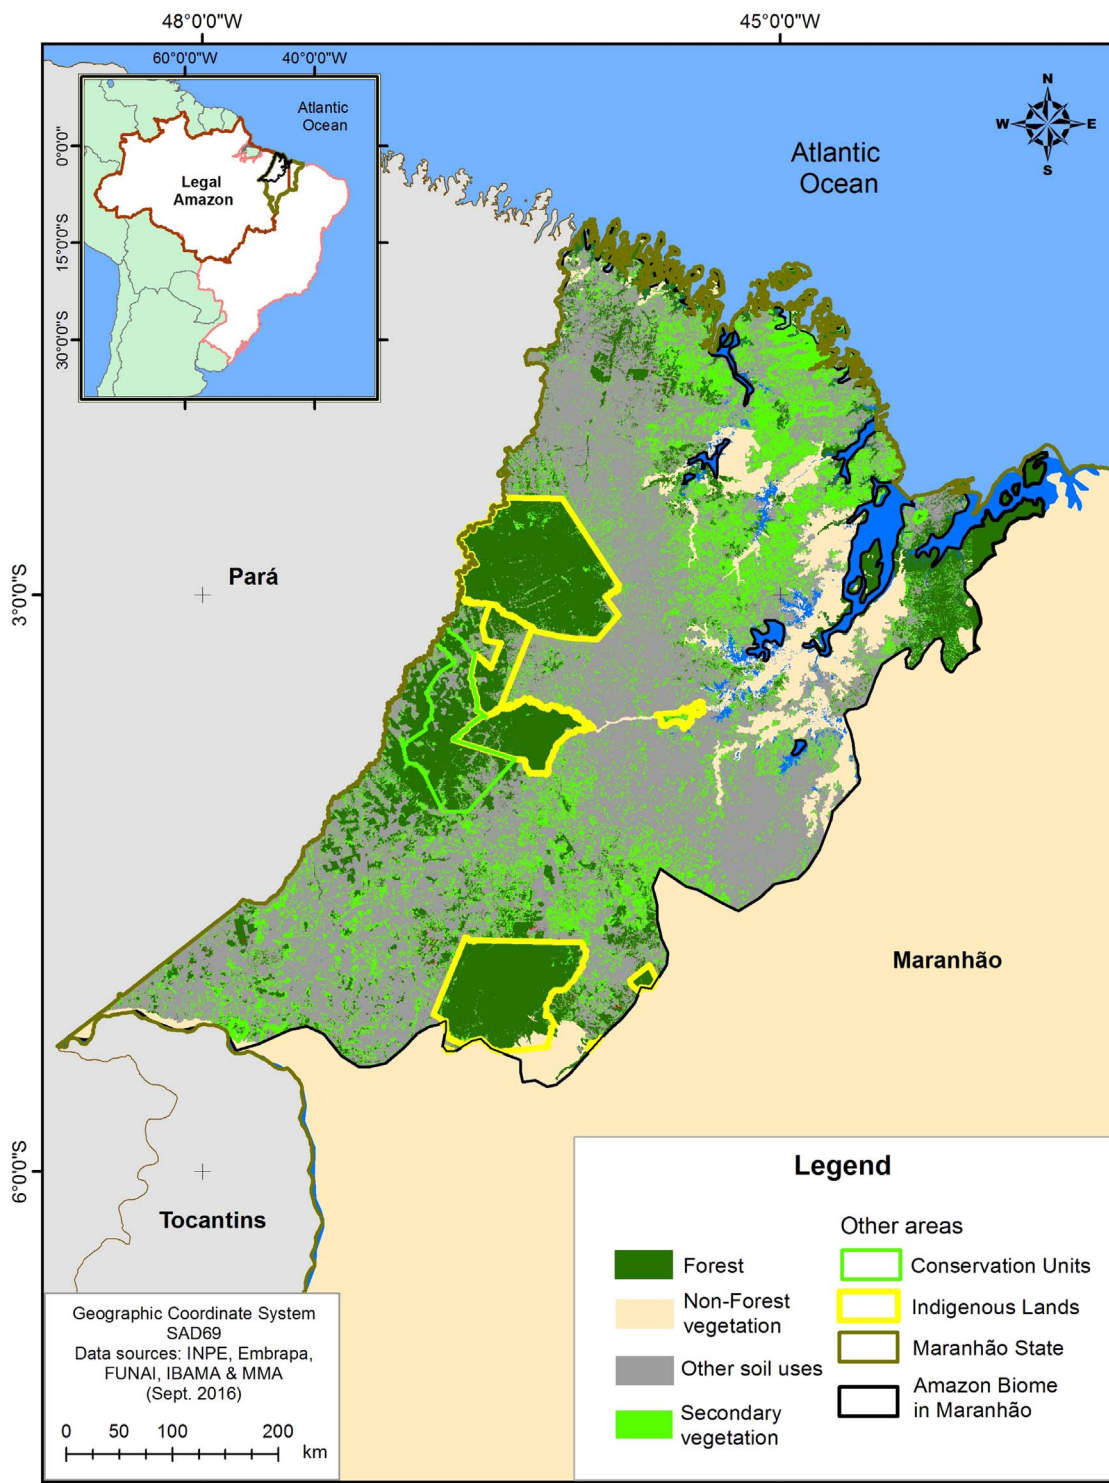 48°0'0"W
45°0'0"W
60°0'0"W
40°0'0"W
Atlantic
Ocean
0°0'0"
15°0'0"S
30°0'0"S
Legal
Amazon
N
W
E
S
Atlantic
Ocean
3°0'0"S
Pará
Maranhão
6°0'0"S
Tocantins
Legend
Other areas
Forest
Conservation Units
Non-Forest
vegetation
Indigenous Lands
Maranhão State
Other soil uses
Amazon Biome
in Maranhão
Secondary
vegetation
Geographic Coordinate System
SAD69
Data sources: INPE, Embrapa,
FUNAI, IBAMA & MMA
(Sept. 2016)
0 50 100 200
km